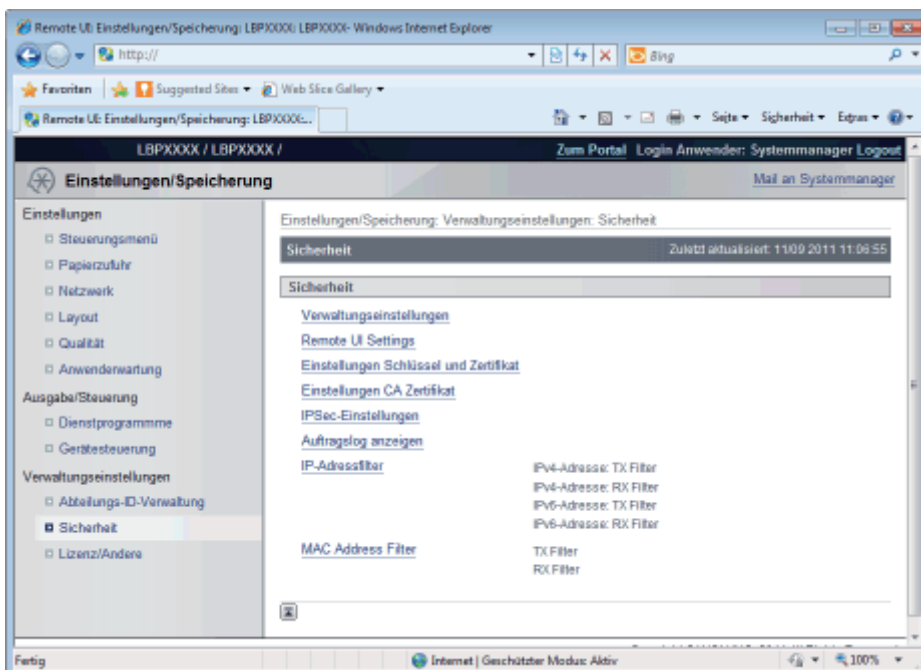 Remote UI: Einstellungen/Speicherung: LBPXXXX: LBPXXXX- Windows Internet Explorer
http://
Bing
Favoriten Suggested Sites Web Slice Gallery
Remote UI: Einstellungen/Speicherung: LBPXXXX:...
Seite Sicherheit Extras
LBPXXXX / LBPXXXX /
Zum Portal Login Anwender: Systemmanager Logout
Einstellungen/Speicherung
Mail an Systemmanager
Einstellungen
Steuerungsmenü
Papierzufuhr
Netzwerk
Layout
Qualität
Anwenderwartung
Ausgabe/Steuerung
Dienstprogrammme
Gerätesteuerung
Verwaltungseinstellungen
Abteilungs-ID-Verwaltung
Sicherheit
Lizenz/Andere
Einstellungen/Speicherung: Verwaltungseinstellungen: Sicherheit
Sicherheit Zuletzt aktualisiert: 11/09 2011 11:06:55
Sicherheit
Verwaltungseinstellungen
Remote UI Settings
Einstellungen Schlüssel und Zertifikat
Einstellungen CA Zertifikat
IPSec-Einstellungen
Auftragslog anzeigen
IP-Adressfilter IPv4-Adresse: TX Filter
IPv4-Adresse: RX Filter
IPv6-Adresse: TX Filter
IPv6-Adresse: RX Filter
MAC Address Filter TX Filter
RX Filter
Fertig Internet | Geschützter Modus: Aktiv 100%